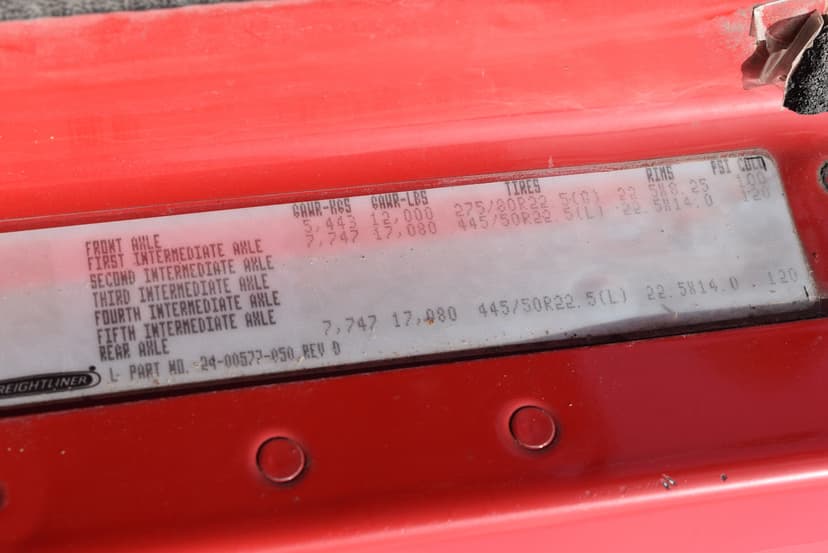 GAWR-KGS GAWR-LBS TIRES RIMS PSI COLD
FRONT AXLE 5,443 12,000 275/80R22.5(G) 22.5X8.25 100
FIRST INTERMEDIATE AXLE 7,747 17,080 445/50R22.5(L) 22.5X14.0 120
SECOND INTERMEDIATE AXLE
THIRD INTERMEDIATE AXLE
FOURTH INTERMEDIATE AXLE
FIFTH INTERMEDIATE AXLE
REAR AXLE 7,747 17,080 445/50R22.5(L) 22.5X14.0 120
REIGHTLINER L- PART NO. 24-00577-050 REV D